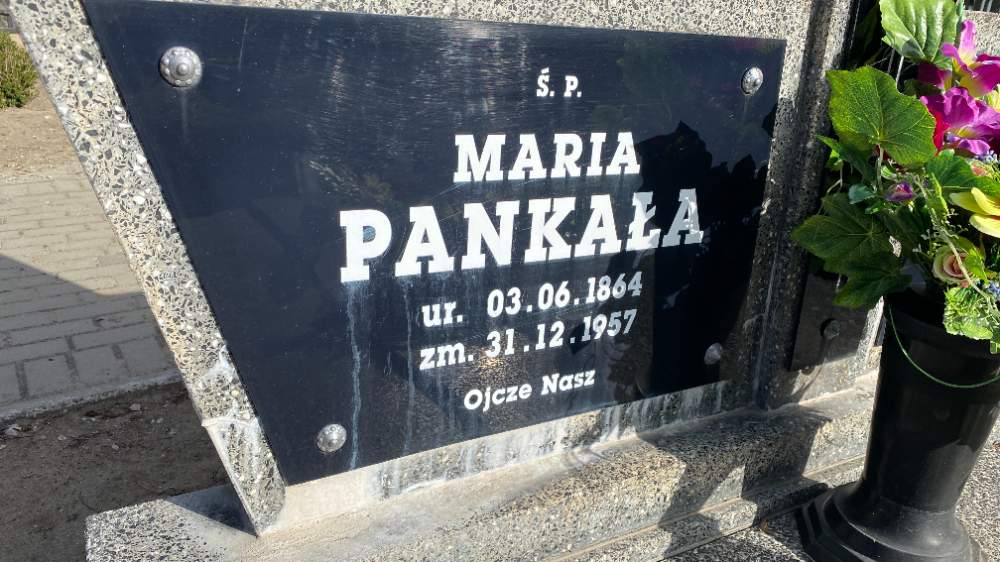 Ś. P.
MARIA
PANKAŁA
ur. 03.06.1864
zm. 31.12.1957
Ojcze Nasz